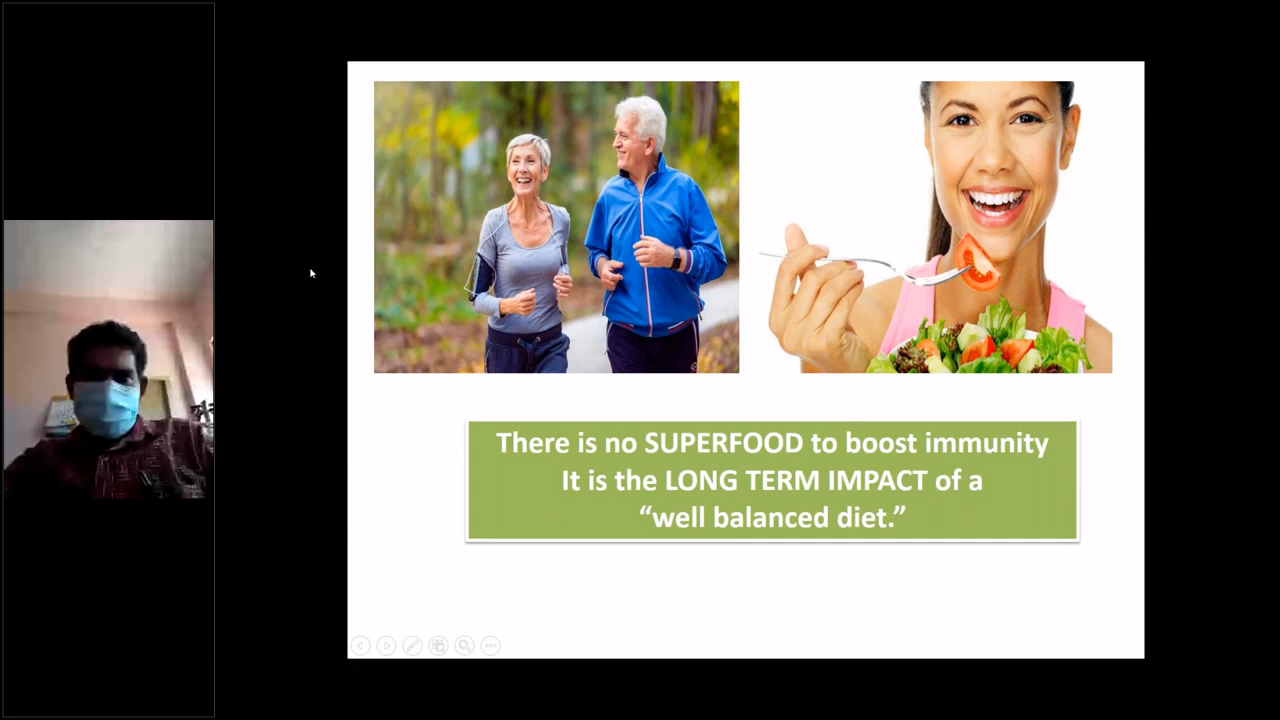 There is no SUPERFOOD to boost immunity
It is the LONG TERM IMPACT of a
“well balanced diet.”